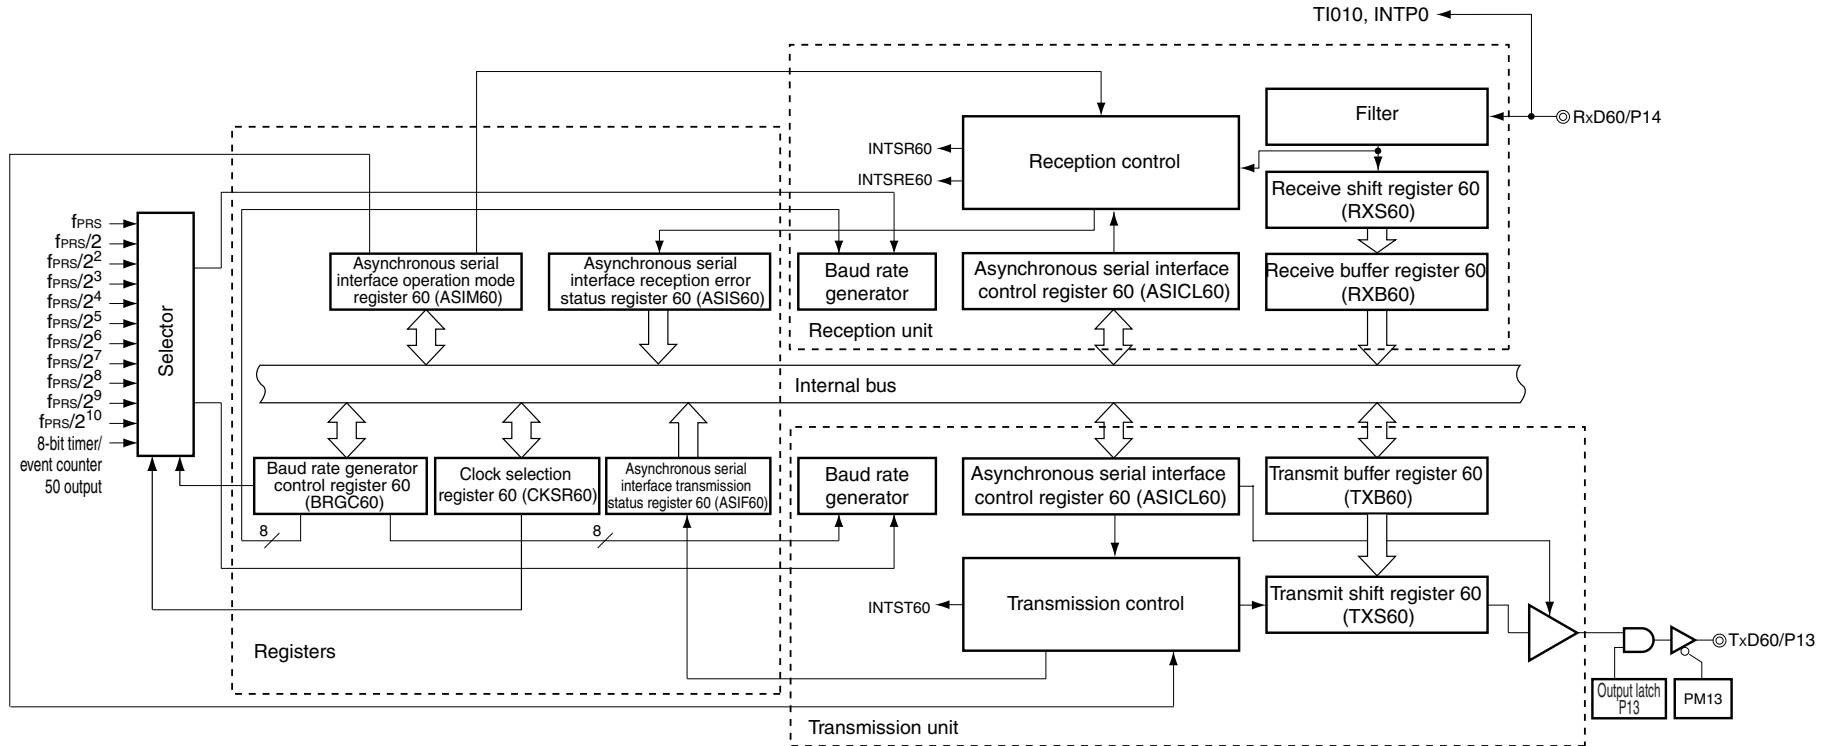 TI010, INTP0
Filter
RxD60/P14
Reception control
INTSR60
INTSRE60
Receive shift register 60
(RXS60)
fPRS
fPRS/2
fPRS/2^2
fPRS/2^3
fPRS/2^4
fPRS/2^5
fPRS/2^6
fPRS/2^7
fPRS/2^8
fPRS/2^9
fPRS/2^10
8-bit timer/
event counter
50 output
Selector
Asynchronous serial
interface operation mode
register 60 (ASIM60)
Asynchronous serial
interface reception error
status register 60 (ASIS60)
Baud rate
generator
Asynchronous serial interface
control register 60 (ASICL60)
Receive buffer register 60
(RXB60)
Reception unit
Internal bus
Baud rate generator
control register 60
(BRGC60)
Clock selection
register 60 (CKSR60)
Asynchronous serial
interface transmission
status register 60 (ASIF60)
Baud rate
generator
Asynchronous serial interface
control register 60 (ASICL60)
Transmit buffer register 60
(TXB60)
8
8
INTST60
Transmission control
Transmit shift register 60
(TXS60)
TxD60/P13
Registers
Output latch
P13
PM13
Transmission unit